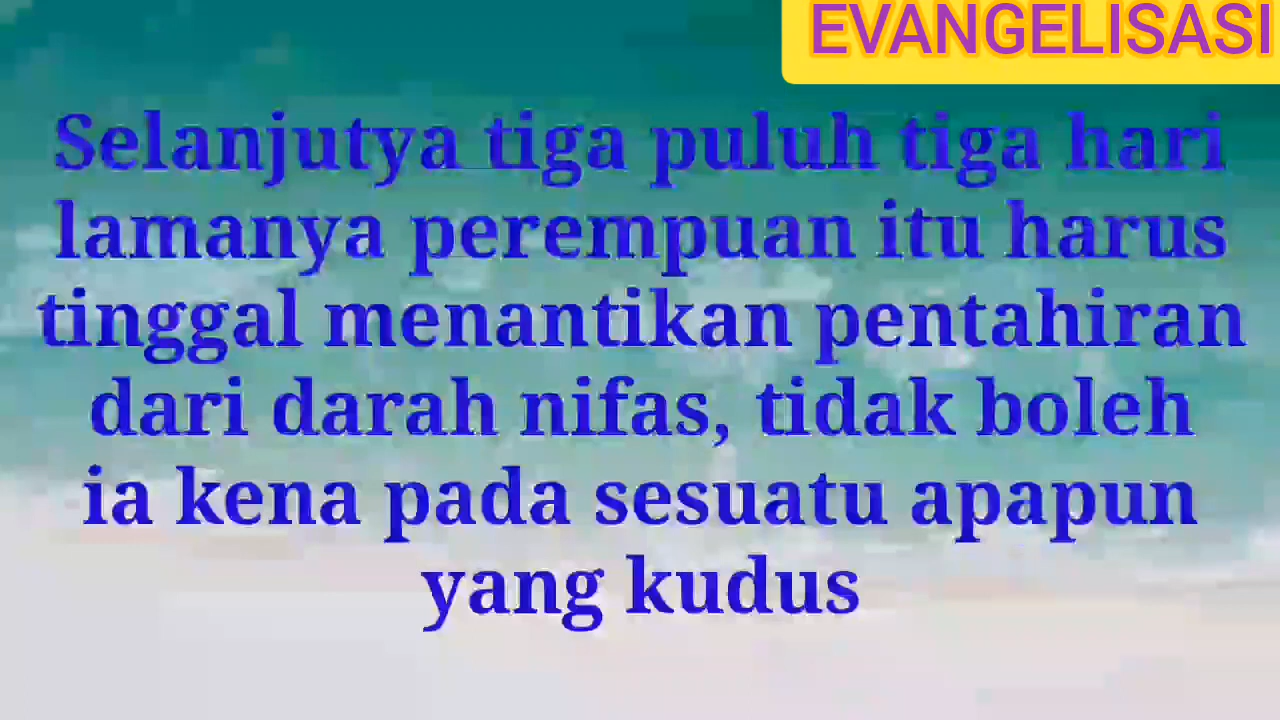 EVANGELISASI
Selanjutya tiga puluh tiga hari
lamanya perempuan itu harus
tinggal menantikan pentahiran
dari darah nifas, tidak boleh
ia kena pada sesuatu apapun
yang kudus